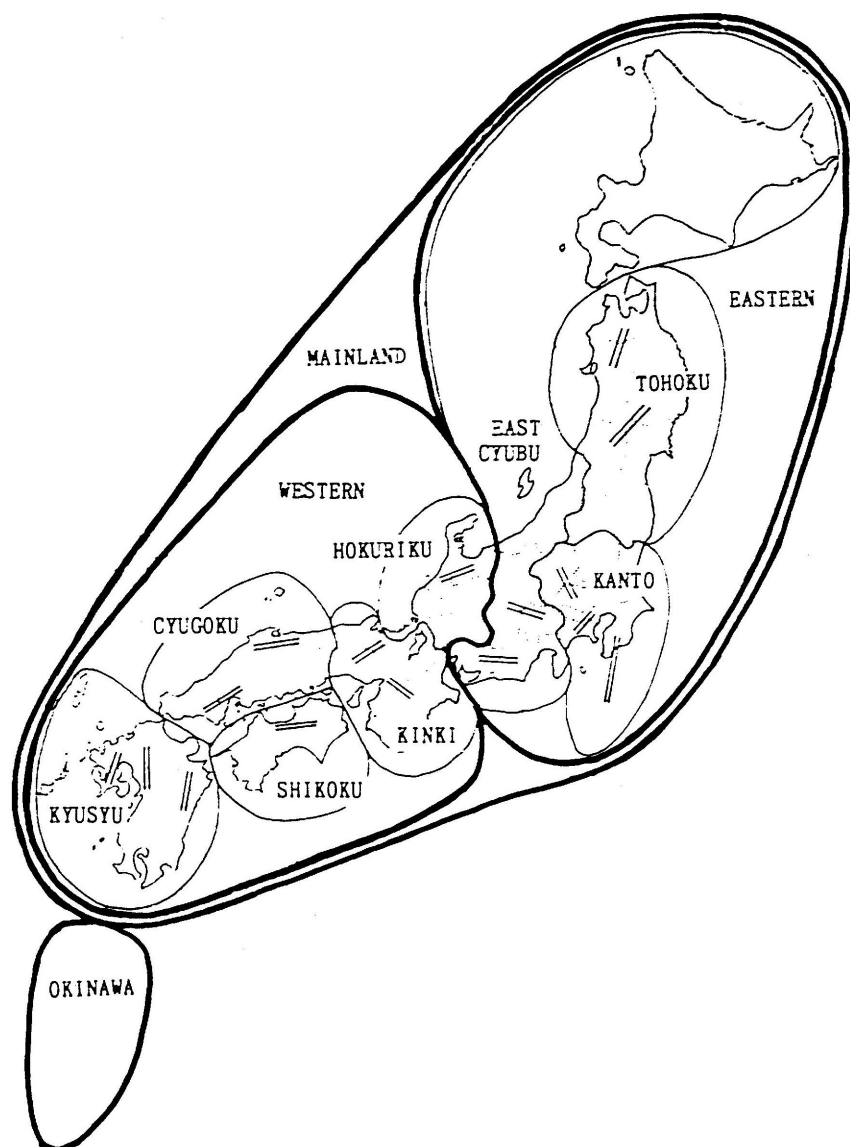 EASTERN
MAINLAND
TOHOKU
EAST
CYUBU
WESTERN
HOKURIKU
KANTO
CYUGOKU
KINKI
SHIKOKU
KYUSYU
OKINAWA